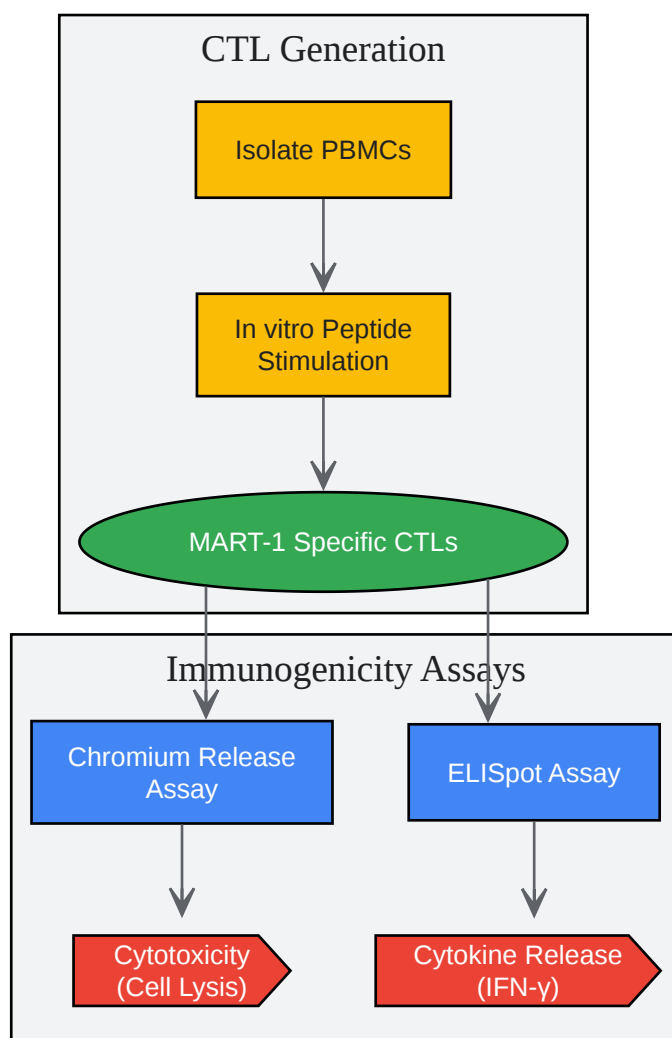 CTL Generation
Isolate PBMCs
In vitro Peptide
Stimulation
MART-1 Specific CTLs
Immunogenicity Assays
Chromium Release
Assay
ELISpot Assay
Cytotoxicity
(Cell Lysis)
Cytokine Release
(IFN-γ)